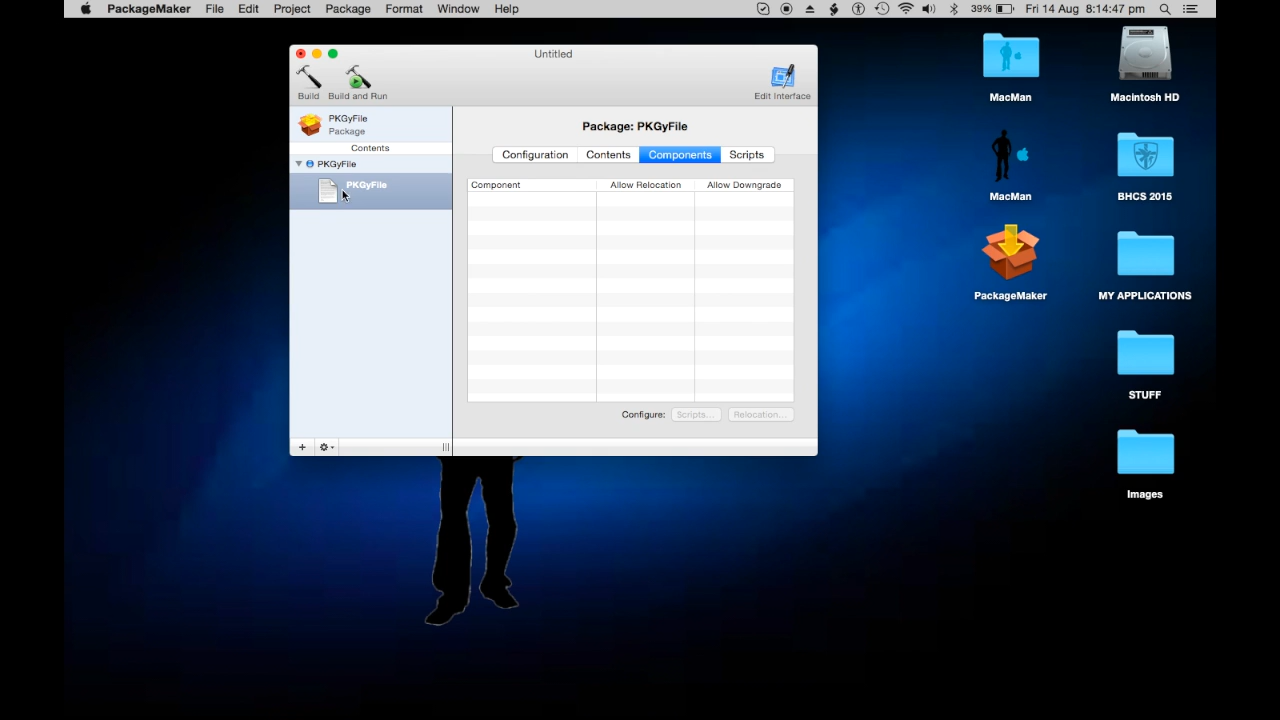 PackageMaker File Edit Project Package Format Window Help 39% Fri 14 Aug 8:14:47 pm
Untitled
Build Build and Run Edit Interface
PKGyFile
Package
Contents
PKGyFile
PKGyFile
Package: PKGyFile
Configuration Contents Components Scripts
Component Allow Relocation Allow Downgrade
Configure: Scripts... Relocation...
MacMan
Macintosh HD
MacMan
BHCS 2015
PackageMaker
MY APPLICATIONS
STUFF
Images